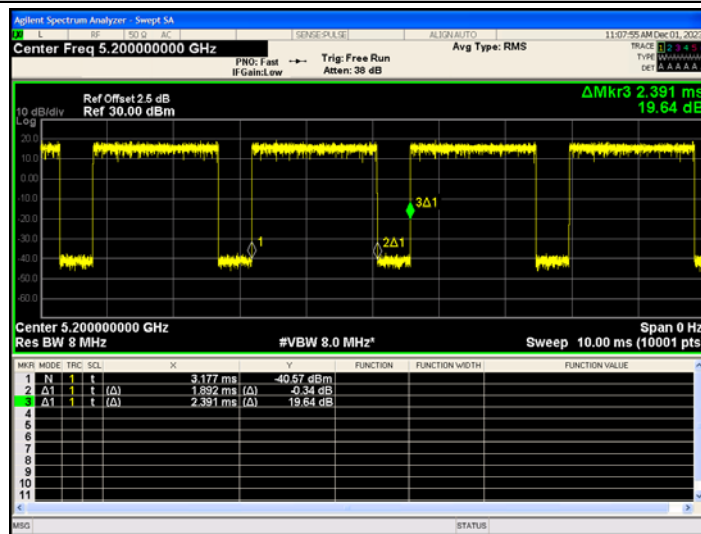 Agilent Spectrum Analyzer - Swept SA
L RF 50 Ω AC SENSE:PULSE ALIGN AUTO 11:07:55 AM Dec 01, 2023
Center Freq 5.200000000 GHz
Avg Type: RMS
TRACE 1 2 3 4 5
TYPE W
DET A A A A A
PNO: Fast
IFGain:Low
Trig: Free Run
Atten: 38 dB
ΔMkr3 2.391 ms
19.64 dB
Ref Offset 2.5 dB
10 dB/div Ref 30.00 dBm
Log
20.0
10.0
0.00
-10.0
-20.0
-30.0
-40.0
-50.0
-60.0
1
2Δ1
3Δ1
Center 5.200000000 GHz Span 0 Hz
Res BW 8 MHz #VBW 8.0 MHz* Sweep 10.00 ms (10001 pts
MKR MODE TRC SCL X Y FUNCTION FUNCTION WIDTH FUNCTION VALUE
1 N 1 t 3.177 ms -40.57 dBm
2 Δ1 1 t (Δ) 1.892 ms (Δ) -0.34 dB
3 Δ1 1 t (Δ) 2.391 ms (Δ) 19.64 dB
4
5
6
7
8
9
10
11
MSG STATUS